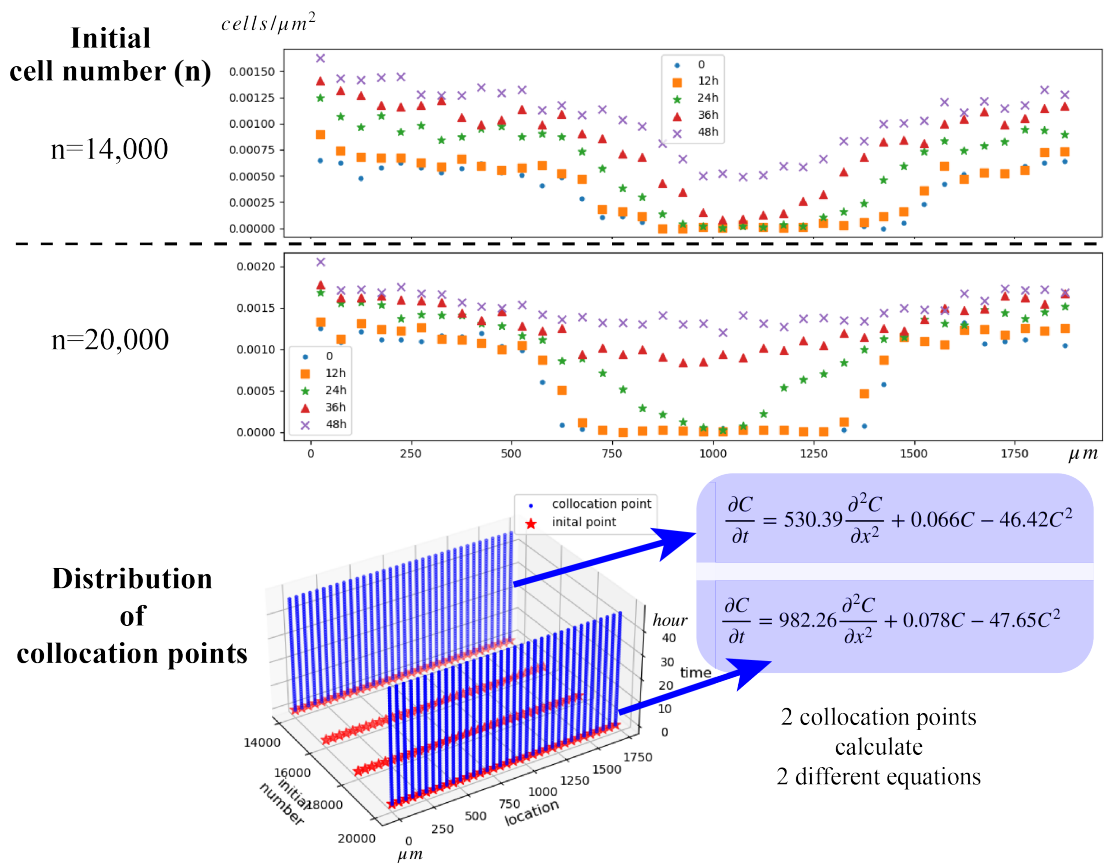 cells/μm²
Initial
cell number (n)
n=14,000
0.00150
0.00125
0.00100
0.00075
0.00050
0.00025
0.00000
0
12h
24h
36h
48h
n=20,000
0.0020
0.0015
0.0010
0.0005
0.0000
0
12h
24h
36h
48h
0 250 500 750 1000 1250 1500 1750 μm
collocation point
inital point
∂C/∂t = 530.39 ∂²C/∂x² + 0.066C − 46.42C²
∂C/∂t = 982.26 ∂²C/∂x² + 0.078C − 47.65C²
Distribution
of
collocation points
hour
40
30
20
10
0
time
14000
16000
18000
20000
initial
number
0
250
500
750
1000
1250
1500
1750
location
μm
2 collocation points
calculate
2 different equations